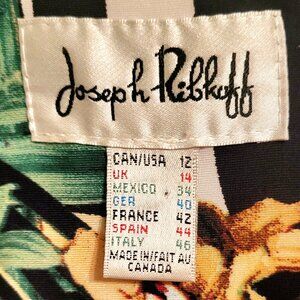 Joseph Ribkoff
CAN/USA 12
UK 14
MEXICO 34
GER 40
FRANCE 42
SPAIN 44
ITALY 46
MADE IN/FAIT AU
CANADA